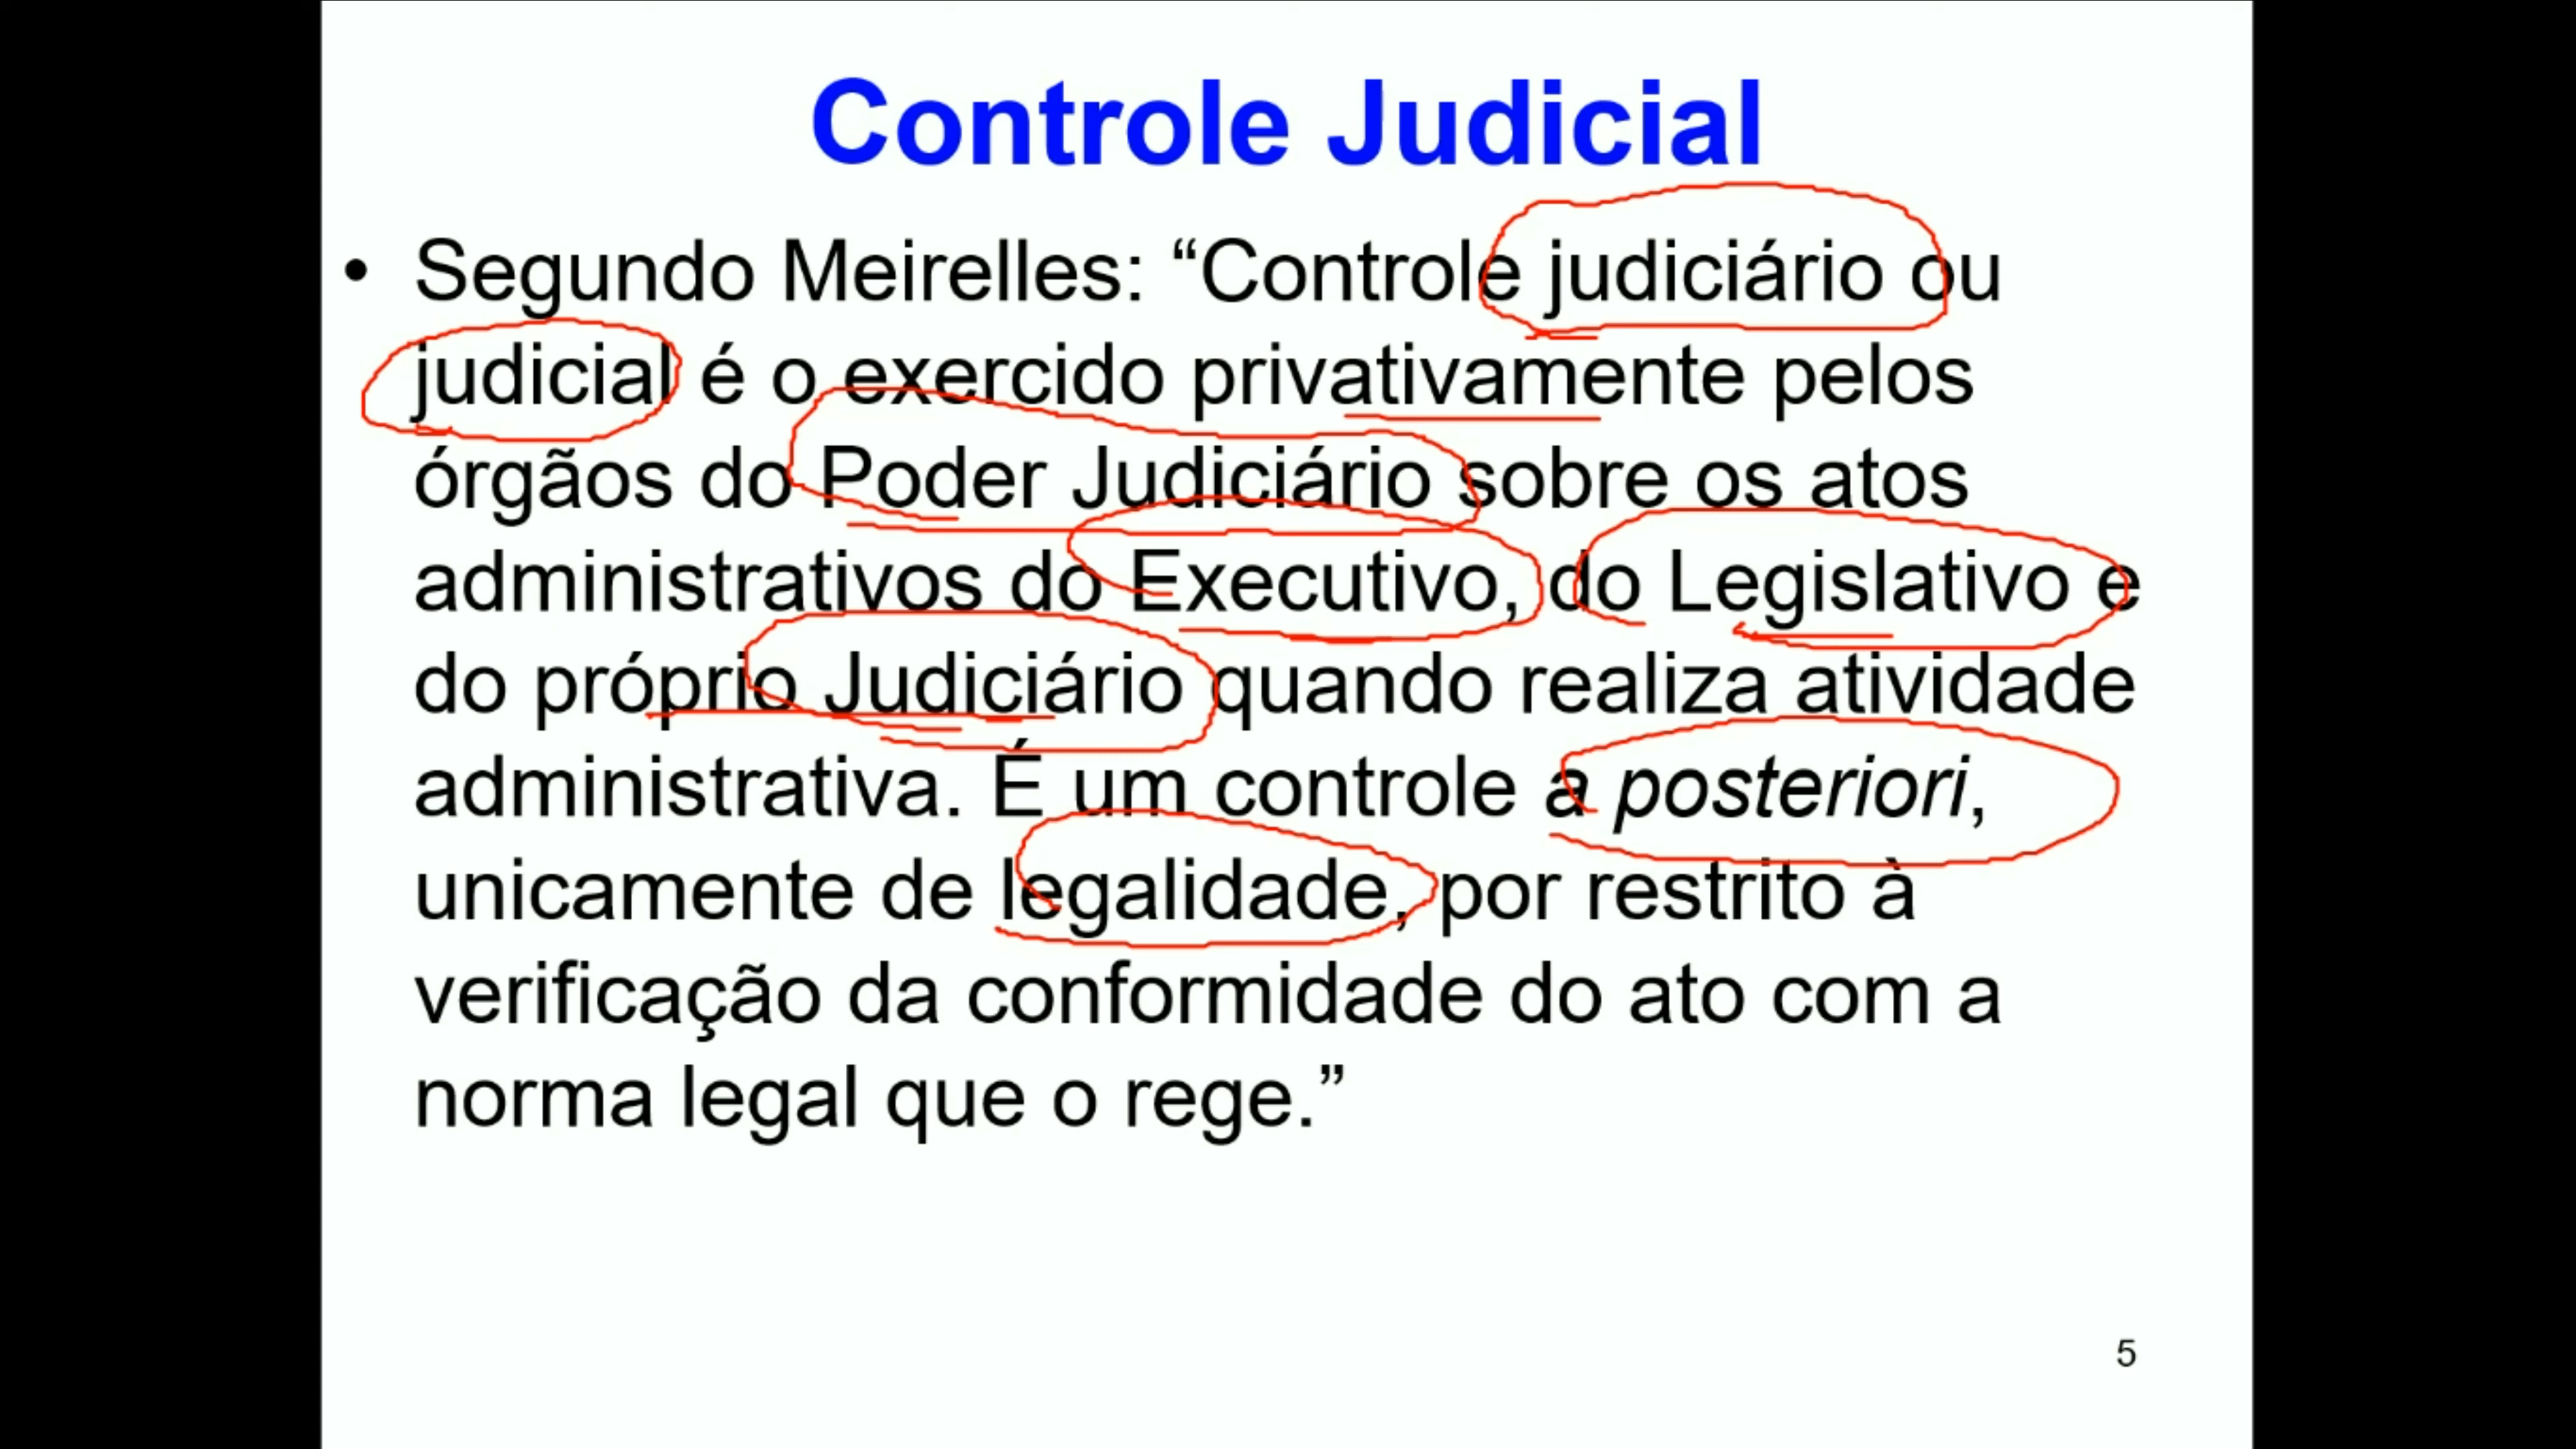 Controle Judicial
• Segundo Meirelles: “Controle judiciário ou
judicial é o exercido privativamente pelos
órgãos do Poder Judiciário sobre os atos
administrativos do Executivo, do Legislativo e
do próprio Judiciário quando realiza atividade
administrativa. É um controle a posteriori,
unicamente de legalidade, por restrito à
verificação da conformidade do ato com a
norma legal que o rege.”
5